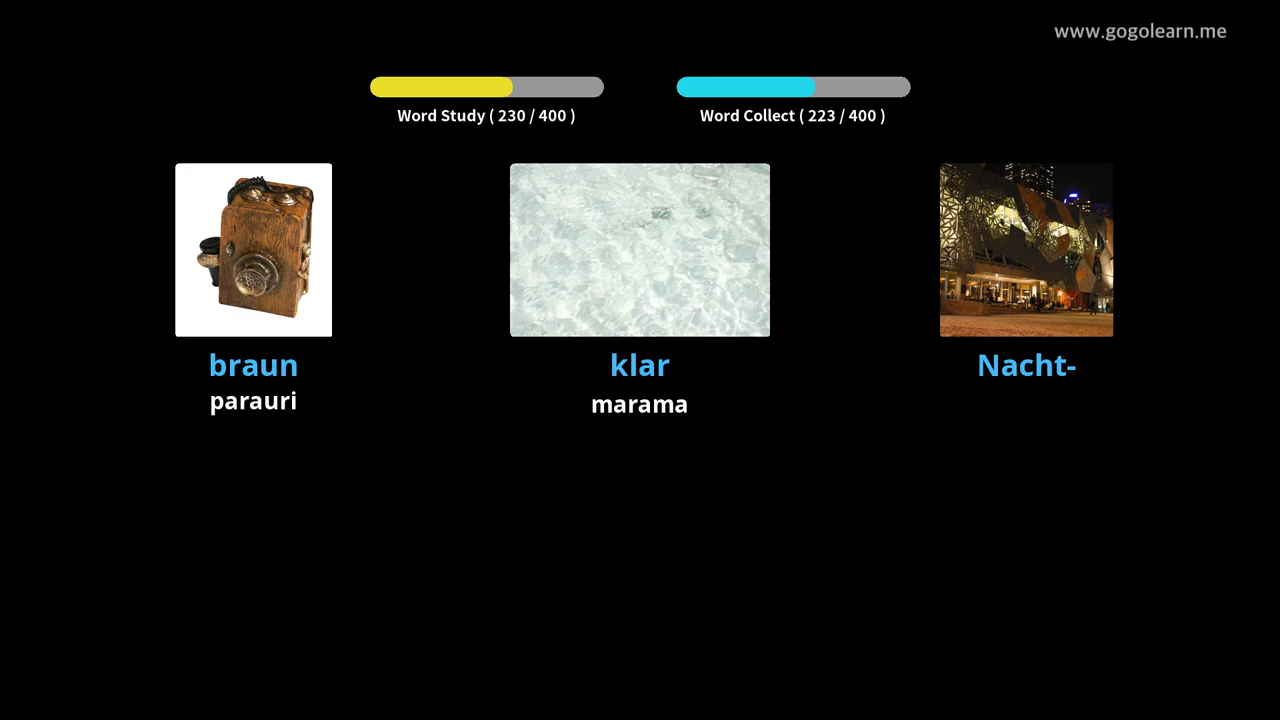 www.gogolearn.me
Word Study ( 230 / 400 )
Word Collect ( 223 / 400 )
braun
parauri
klar
marama
Nacht-